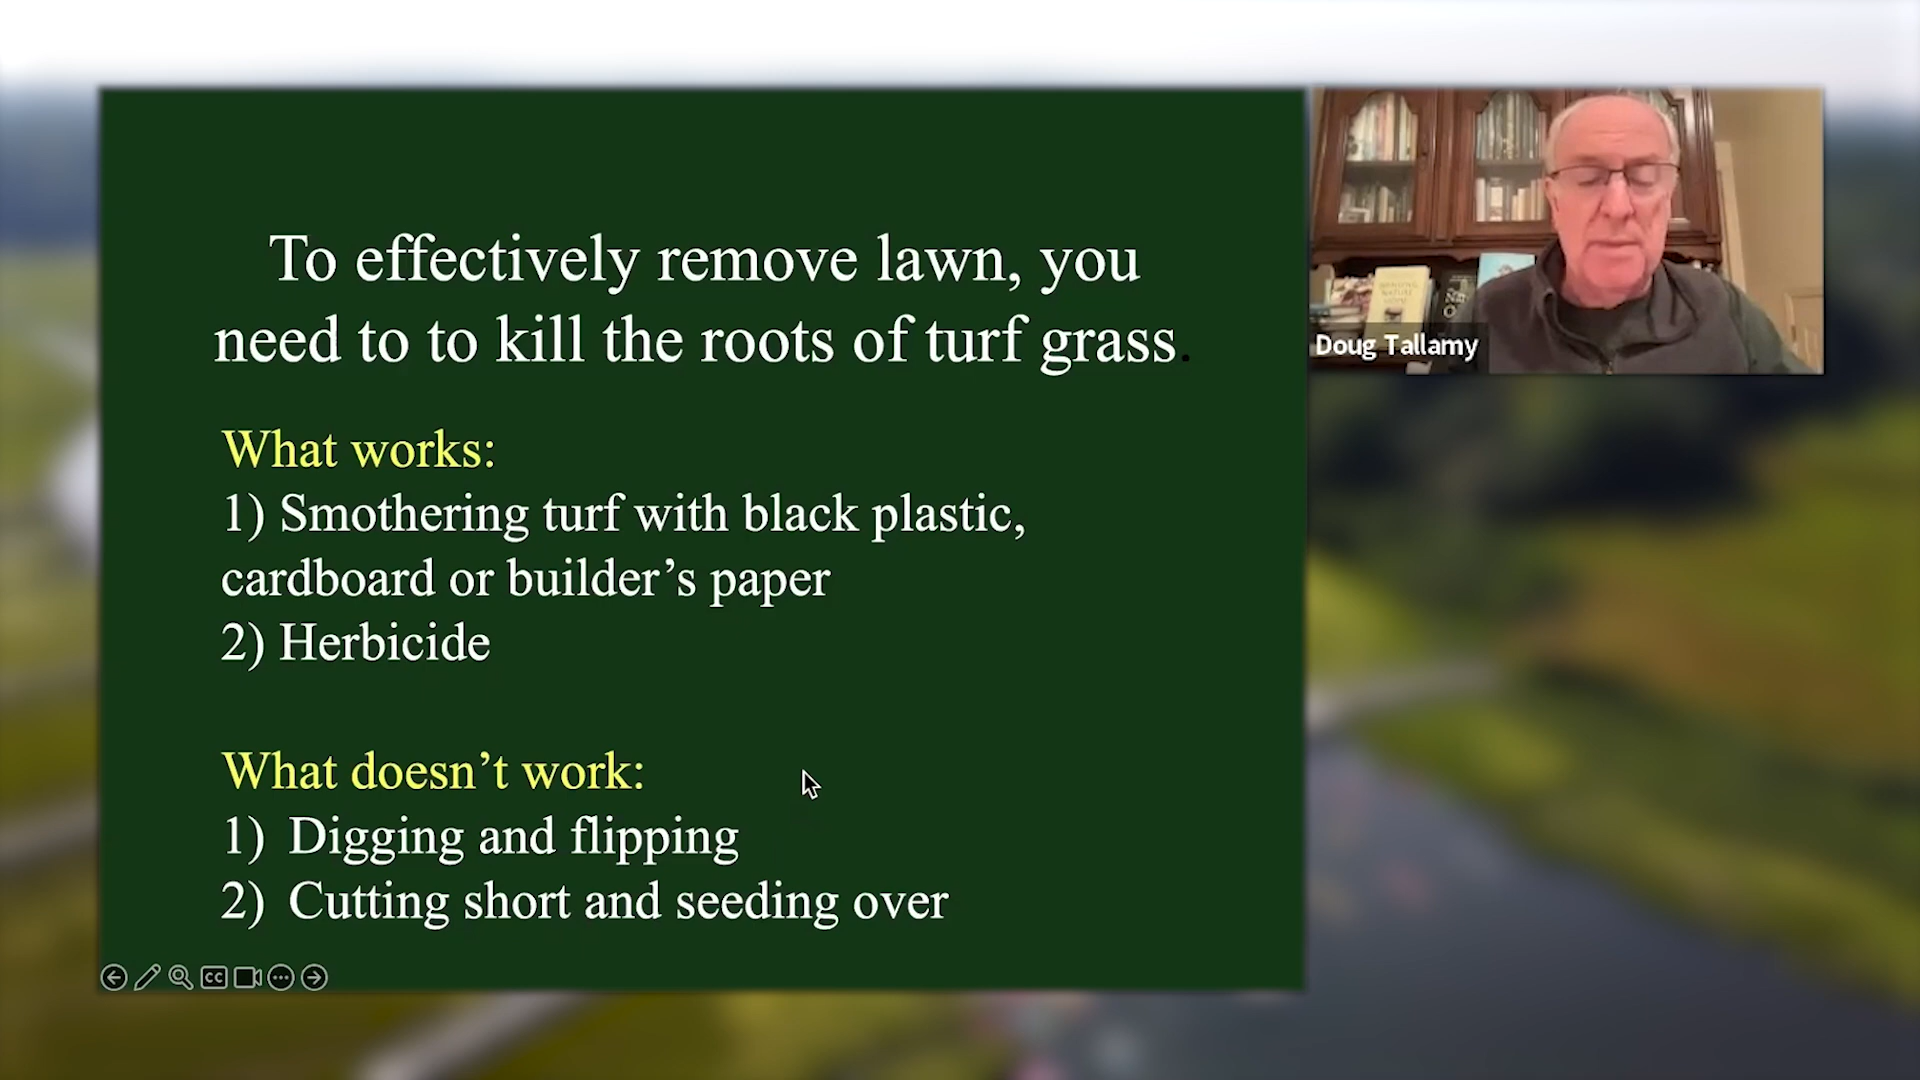 To effectively remove lawn, you
need to to kill the roots of turf grass.
What works:
1) Smothering turf with black plastic,
cardboard or builder’s paper
2) Herbicide
What doesn’t work:
1) Digging and flipping
2) Cutting short and seeding over
CC
Doug Tallamy